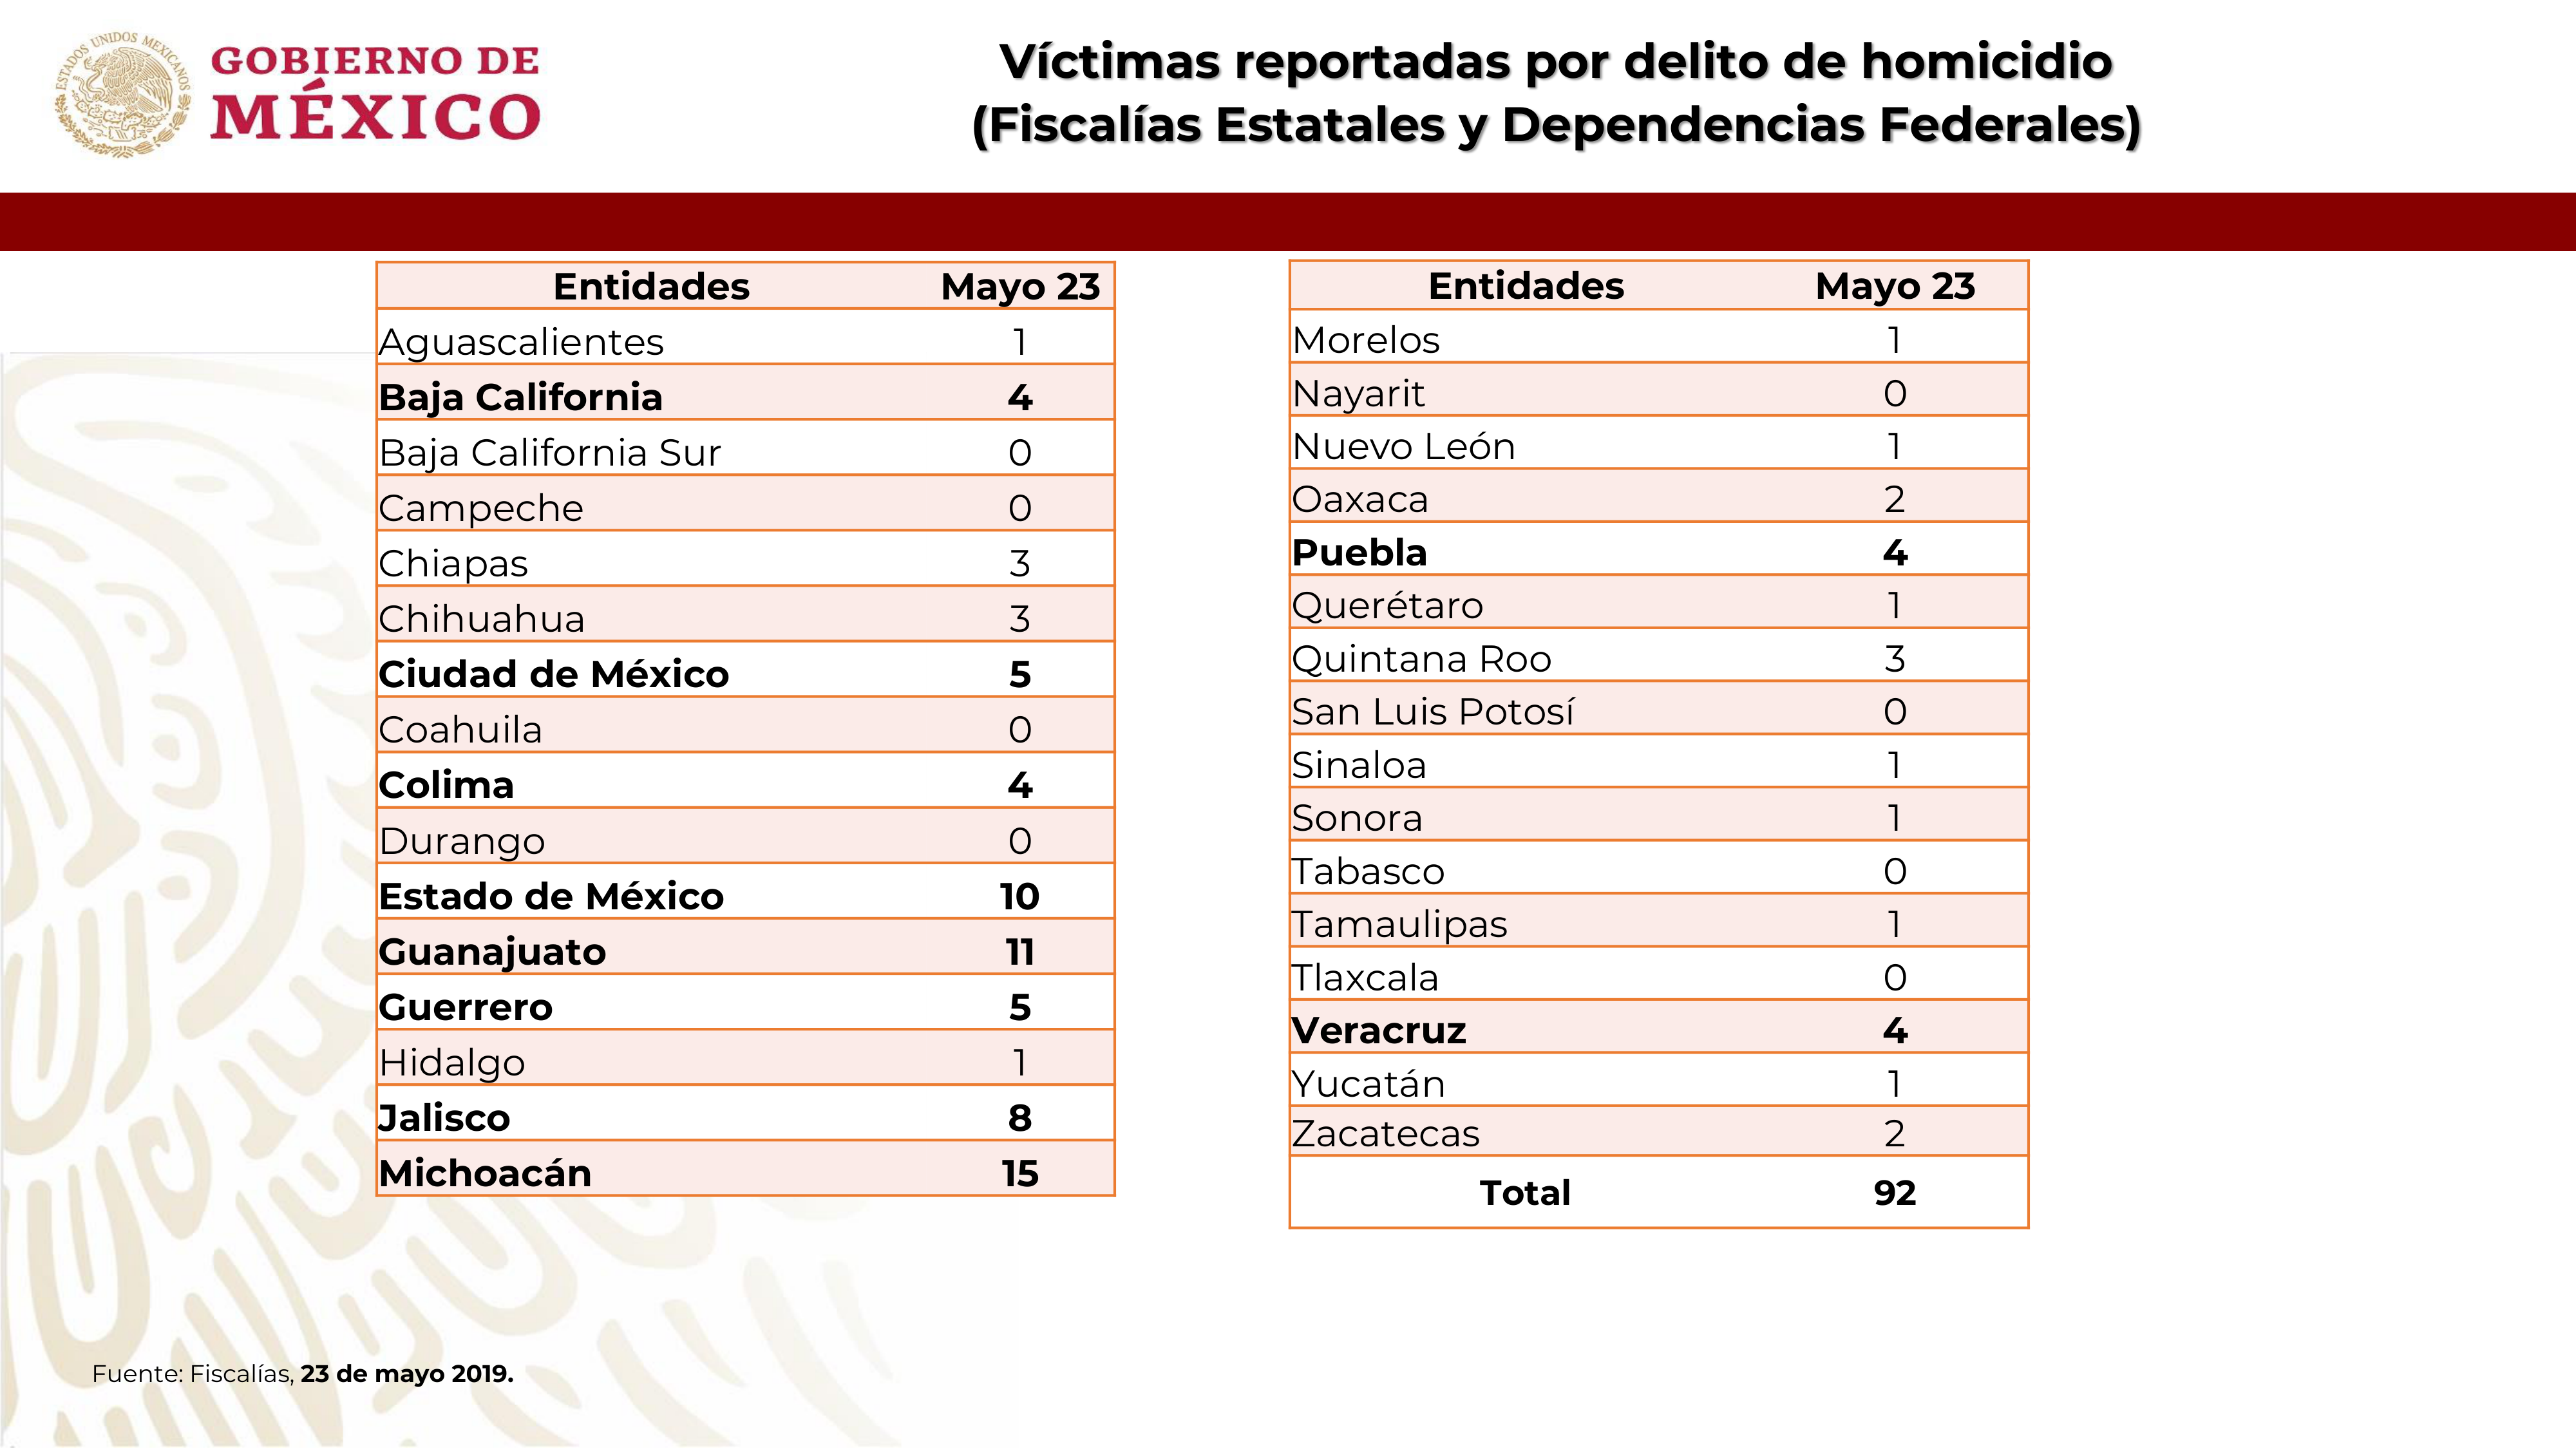 ESTADOS UNIDOS MEXICANOS
GOBIERNO DE
MÉXICO
Víctimas reportadas por delito de homicidio
(Fiscalías Estatales y Dependencias Federales)
Entidades Mayo 23
Aguascalientes 1
Baja California 4
Baja California Sur 0
Campeche 0
Chiapas 3
Chihuahua 3
Ciudad de México 5
Coahuila 0
Colima 4
Durango 0
Estado de México 10
Guanajuato 11
Guerrero 5
Hidalgo 1
Jalisco 8
Michoacán 15
Entidades Mayo 23
Morelos 1
Nayarit 0
Nuevo León 1
Oaxaca 2
Puebla 4
Querétaro 1
Quintana Roo 3
San Luis Potosí 0
Sinaloa 1
Sonora 1
Tabasco 0
Tamaulipas 1
Tlaxcala 0
Veracruz 4
Yucatán 1
Zacatecas 2
Total 92
Fuente: Fiscalías, 23 de mayo 2019.